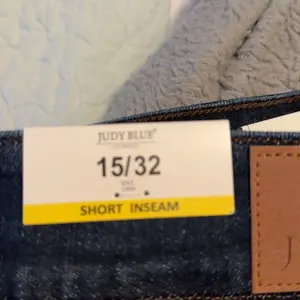 JUDY BLUE
15/32
SHORT INSEAM
J